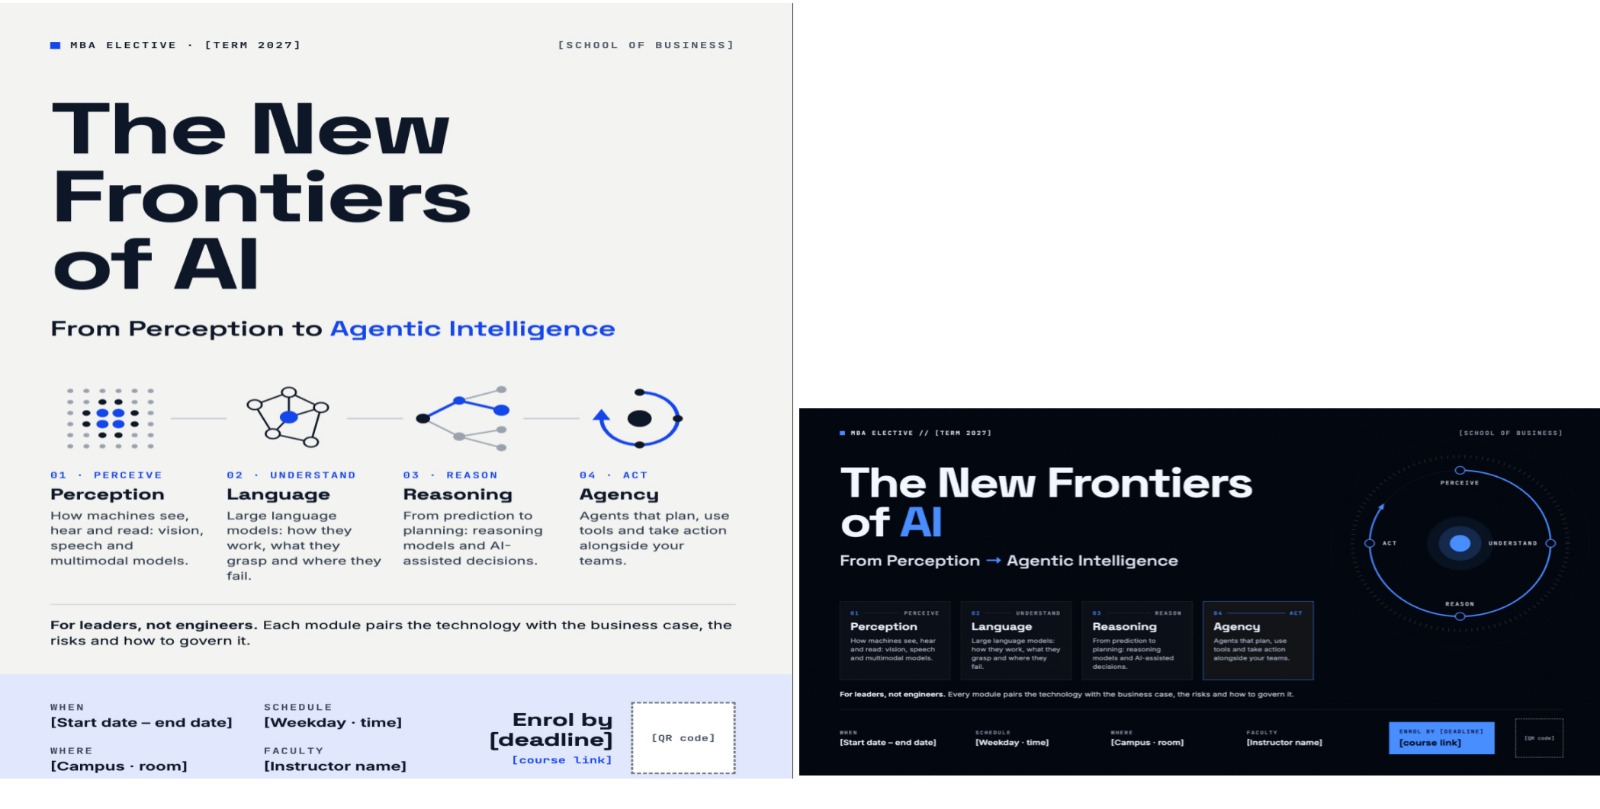 MBA ELECTIVE · [TERM 2027]
[SCHOOL OF BUSINESS]
The New
Frontiers
of AI
From Perception to Agentic Intelligence
01 · PERCEIVE
Perception
How machines see,
hear and read: vision,
speech and
multimodal models.
02 · UNDERSTAND
Language
Large language
models: how they
work, what they
grasp and where they
fail.
03 · REASON
Reasoning
From prediction to
planning: reasoning
models and AI-
assisted decisions.
04 · ACT
Agency
Agents that plan, use
tools and take action
alongside your
teams.
For leaders, not engineers. Each module pairs the technology with the business case, the
risks and how to govern it.
WHEN
[Start date – end date]
SCHEDULE
[Weekday · time]
WHERE
[Campus · room]
FACULTY
[Instructor name]
Enrol by
[deadline]
[course link]
[QR code]
MBA ELECTIVE // [TERM 2027]
[SCHOOL OF BUSINESS]
The New Frontiers
of AI
From Perception → Agentic Intelligence
PERCEIVE
ACT
UNDERSTAND
REASON
01 PERCEIVE
Perception
How machines see, hear
and read: vision, speech
and multimodal models.
02 UNDERSTAND
Language
Large language models:
how they work, what they
grasp and where they
fail.
03 REASON
Reasoning
From prediction to
planning: reasoning
models and AI-assisted
decisions.
04 ACT
Agency
Agents that plan, use
tools and take action
alongside your teams.
For leaders, not engineers. Every module pairs the technology with the business case, the risks and how to govern it.
WHEN
[Start date – end date]
SCHEDULE
[Weekday · time]
WHERE
[Campus · room]
FACULTY
[Instructor name]
ENROL BY [DEADLINE]
[course link]
[QR code]